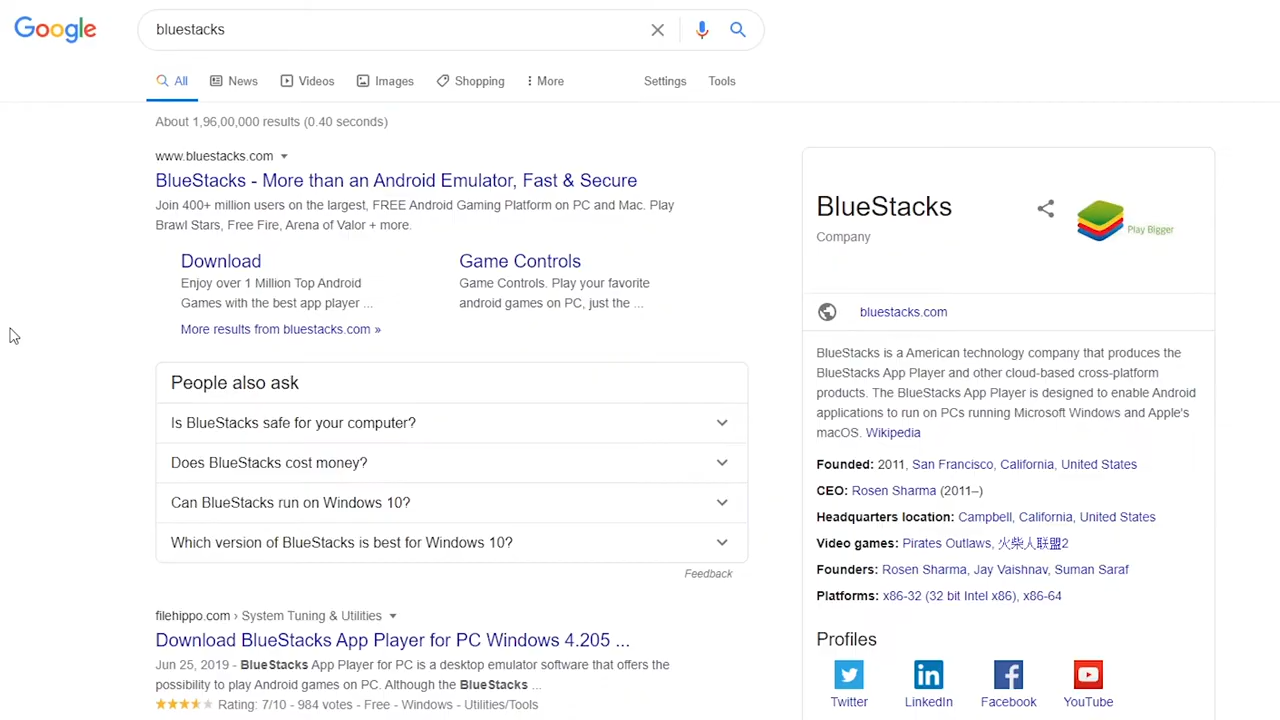 Google
bluestacks
All
News
Videos
Images
Shopping
More
Settings
Tools
About 1,96,00,000 results (0.40 seconds)
www.bluestacks.com
BlueStacks - More than an Android Emulator, Fast & Secure
Join 400+ million users on the largest, FREE Android Gaming Platform on PC and Mac. Play
Brawl Stars, Free Fire, Arena of Valor + more.
Download
Enjoy over 1 Million Top Android
Games with the best app player ...
Game Controls
Game Controls. Play your favorite
android games on PC, just the ...
More results from bluestacks.com »
People also ask
Is BlueStacks safe for your computer?
Does BlueStacks cost money?
Can BlueStacks run on Windows 10?
Which version of BlueStacks is best for Windows 10?
Feedback
filehippo.com › System Tuning & Utilities
Download BlueStacks App Player for PC Windows 4.205 ...
Jun 25, 2019 - BlueStacks App Player for PC is a desktop emulator software that offers the
possibility to play Android games on PC. Although the BlueStacks ...
Rating: 7/10 - 984 votes - Free - Windows - Utilities/Tools
BlueStacks
Company
Play Bigger
bluestacks.com
BlueStacks is a American technology company that produces the
BlueStacks App Player and other cloud-based cross-platform
products. The BlueStacks App Player is designed to enable Android
applications to run on PCs running Microsoft Windows and Apple's
macOS. Wikipedia
Founded: 2011, San Francisco, California, United States
CEO: Rosen Sharma (2011–)
Headquarters location: Campbell, California, United States
Video games: Pirates Outlaws, 火柴人联盟2
Founders: Rosen Sharma, Jay Vaishnav, Suman Saraf
Platforms: x86-32 (32 bit Intel x86), x86-64
Profiles
Twitter
LinkedIn
Facebook
YouTube